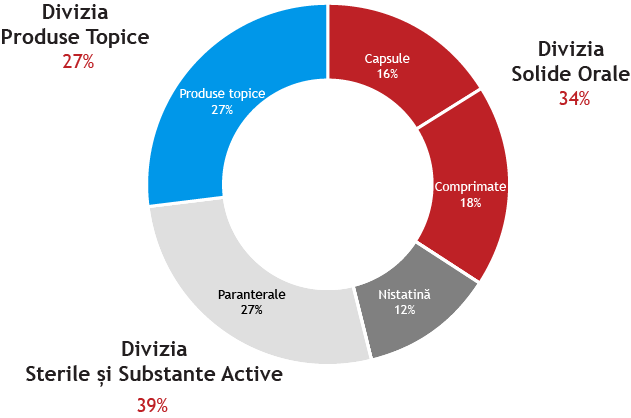 Divizia
Produse Topice
27%
Divizia
Solide Orale
34%
Capsule
16%
Produse topice
27%
Comprimate
18%
Paranterale
27%
Nistatină
12%
Divizia
Sterile și Substante Active
39%